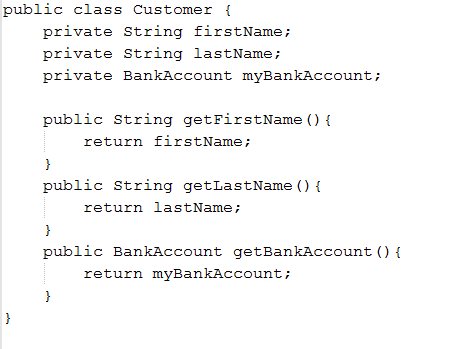 public class Customer {
    private String firstName;
    private String lastName;
    private BankAccount myBankAccount;

    public String getFirstName(){
        return firstName;
    }
    public String getLastName(){
        return lastName;
    }
    public BankAccount getBankAccount(){
        return myBankAccount;
    }
}